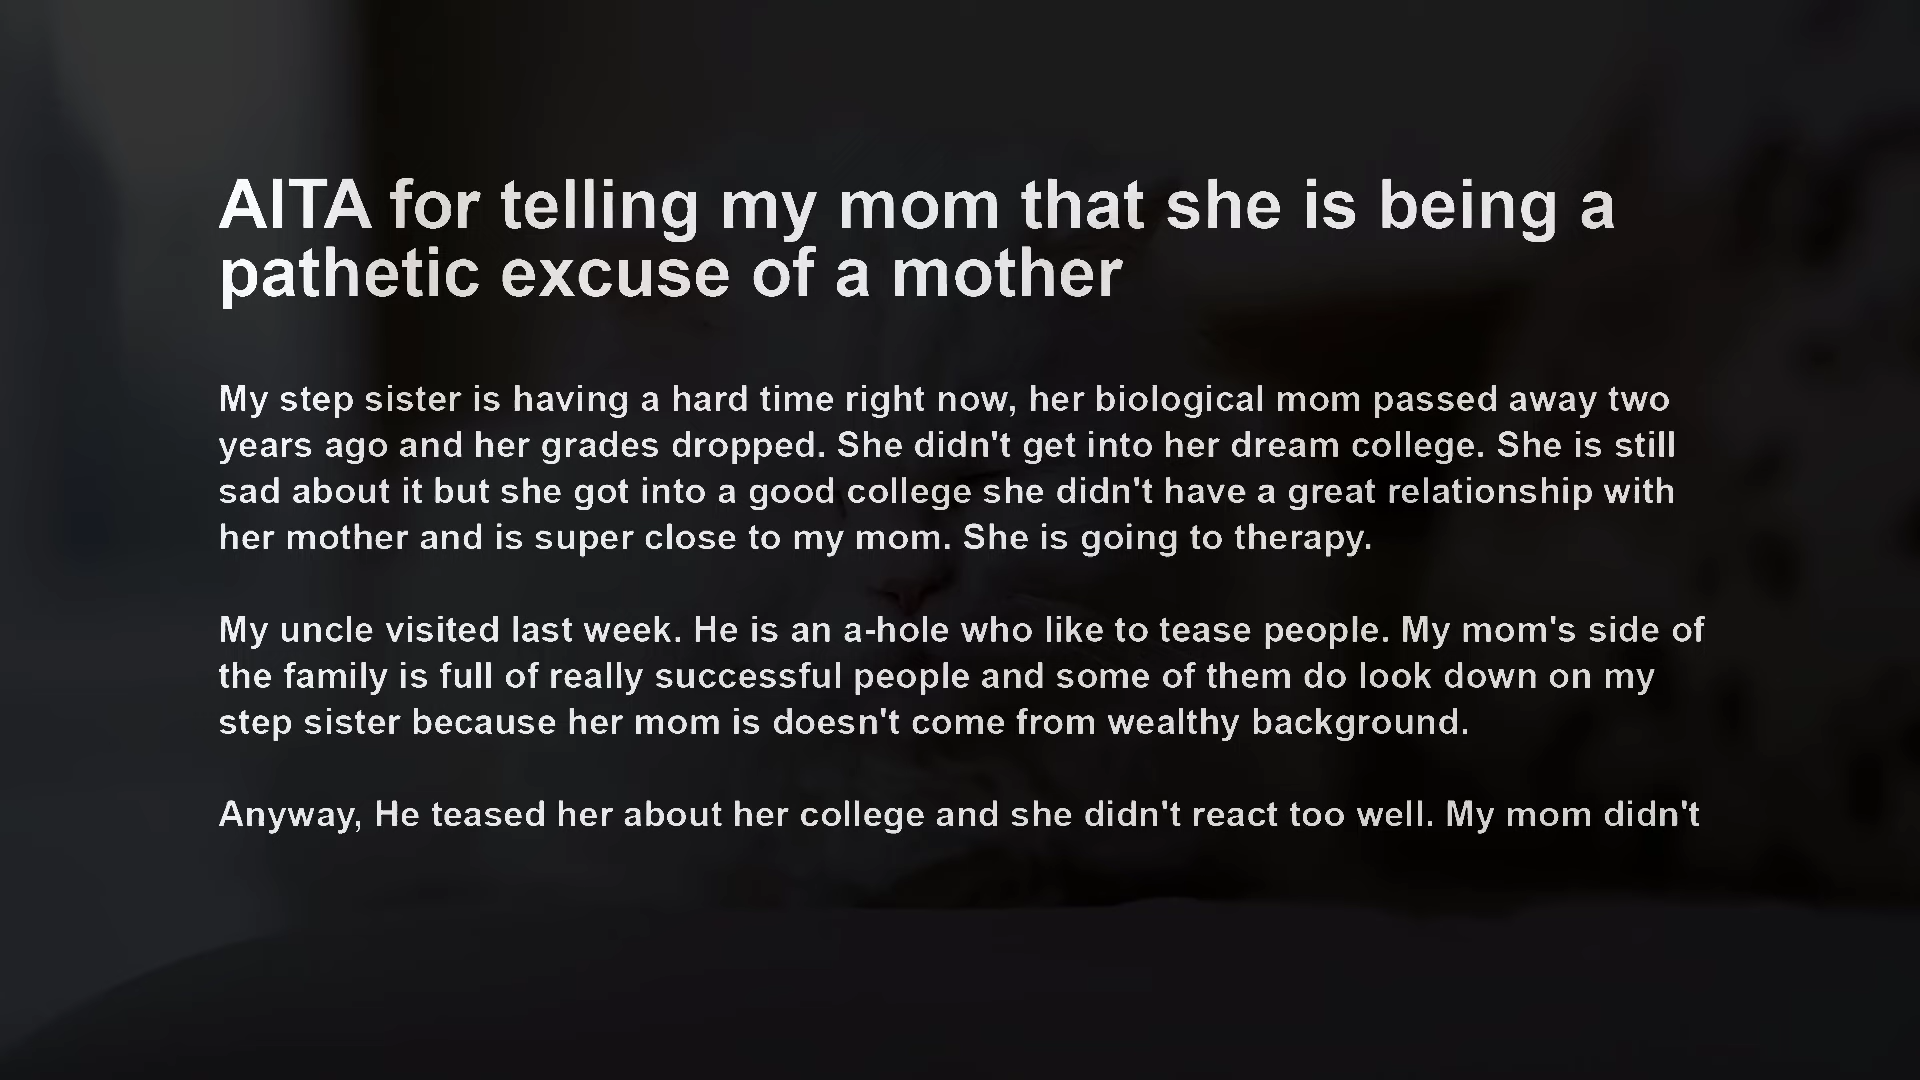 AITA for telling my mom that she is being a
pathetic excuse of a mother
My step sister is having a hard time right now, her biological mom passed away two
years ago and her grades dropped. She didn't get into her dream college. She is still
sad about it but she got into a good college she didn't have a great relationship with
her mother and is super close to my mom. She is going to therapy.
My uncle visited last week. He is an a-hole who like to tease people. My mom's side of
the family is full of really successful people and some of them do look down on my
step sister because her mom is doesn't come from wealthy background.
Anyway, He teased her about her college and she didn't react too well. My mom didn't